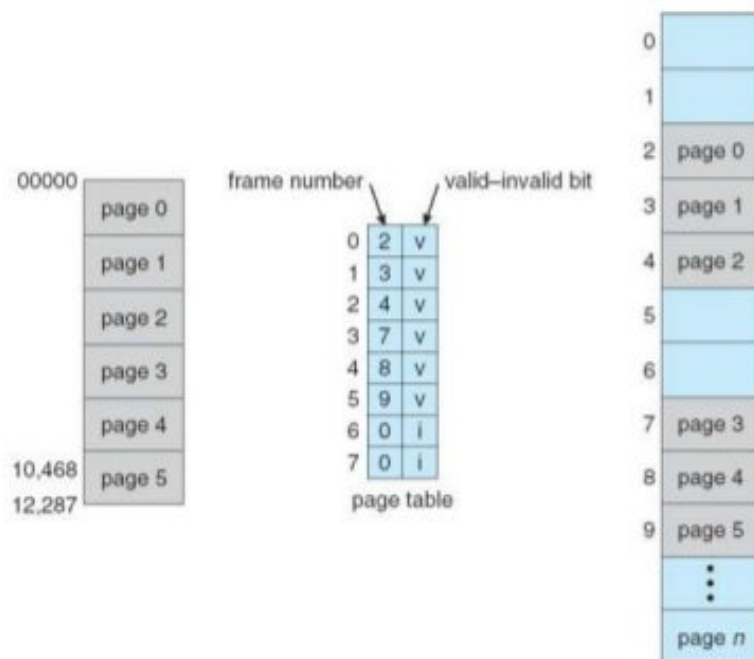 00000
page 0
page 1
page 2
page 3
page 4
10,468
page 5
12,287
frame number
valid–invalid bit
0 2 v
1 3 v
2 4 v
3 7 v
4 8 v
5 9 v
6 0 i
7 0 i
page table
0
1
2 page 0
3 page 1
4 page 2
5
6
7 page 3
8 page 4
9 page 5
page n